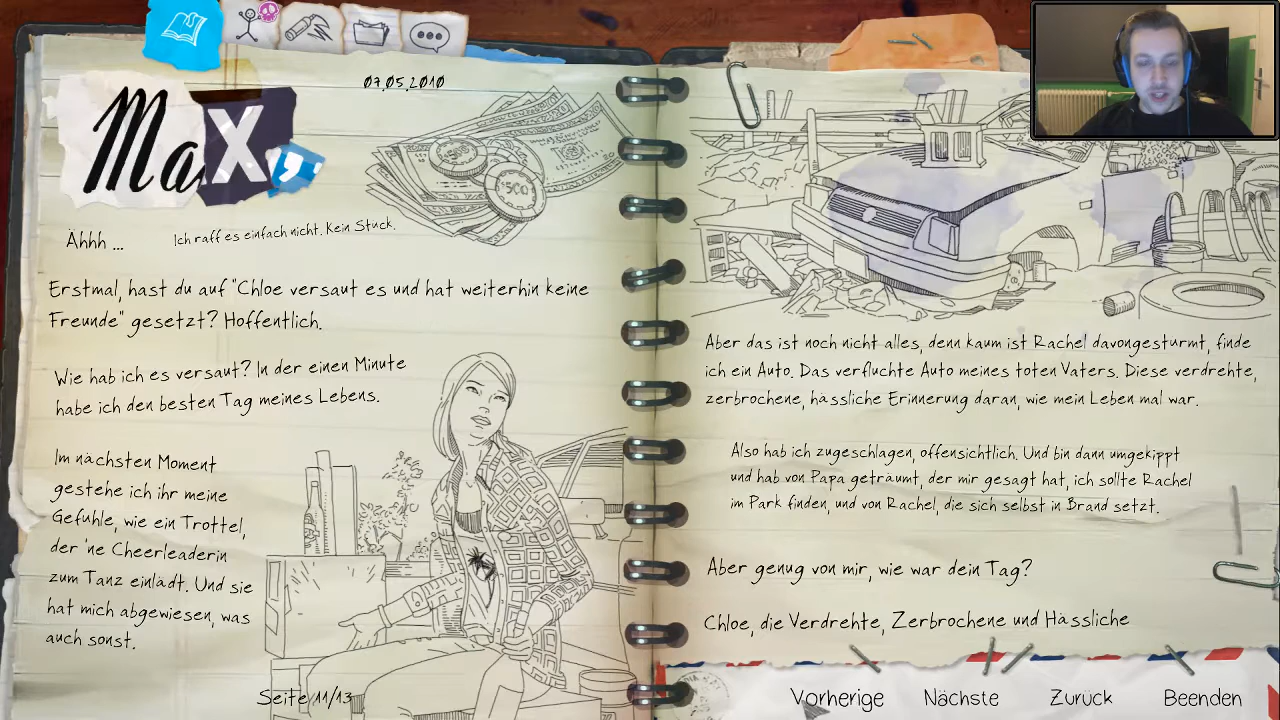 07.05.2010
Max,
500
Ähhh ...
Ich raff es einfach nicht. Kein Stück.
Erstmal, hast du auf "Chloe versaut es und hat weiterhin keine
Freunde" gesetzt? Hoffentlich.
Wie hab ich es versaut? In der einen Minute
habe ich den besten Tag meines Lebens.
Im nächsten Moment
gestehe ich ihr meine
Gefühle, wie ein Trottel,
der 'ne Cheerleaderin
zum Tanz einlädt. Und sie
hat mich abgewiesen, was
auch sonst.
Seite 11/13
Aber das ist noch nicht alles, denn kaum ist Rachel davongestürmt, finde
ich ein Auto. Das verfluchte Auto meines toten Vaters. Diese verdrehte,
zerbrochene, hässliche Erinnerung daran, wie mein Leben mal war.
Also hab ich zugeschlagen, offensichtlich. Und bin dann umgekippt
und hab von Papa geträumt, der mir gesagt hat, ich sollte Rachel
im Park finden, und von Rachel, die sich selbst in Brand setzt.
Aber genug von mir, wie war dein Tag?
Chloe, die Verdrehte, Zerbrochene und Hässliche
Vorherige Nächste Zurück Beenden